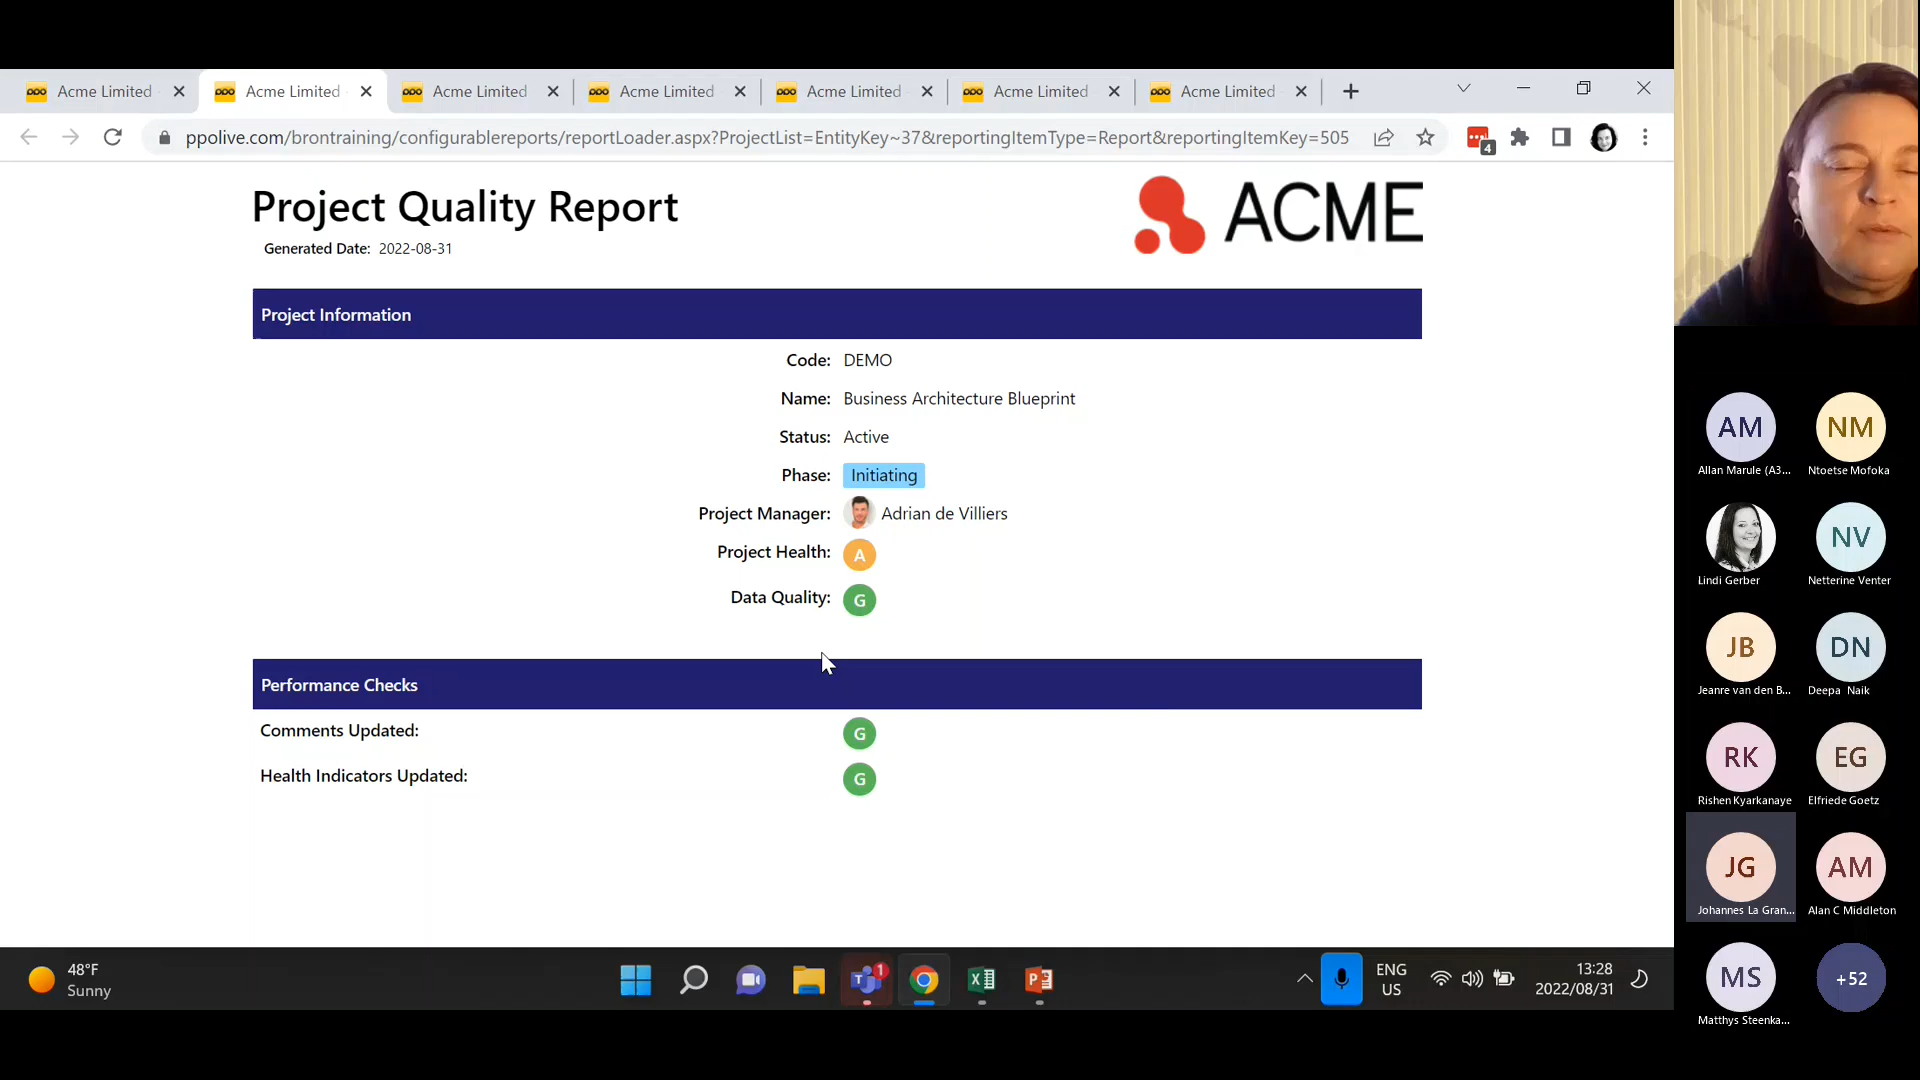 Acme Limited
Acme Limited
Acme Limited
Acme Limited
Acme Limited
Acme Limited
Acme Limited
ppolive.com/brontraining/configurablereports/reportLoader.aspx?ProjectList=EntityKey~37&reportingItemType=Report&reportingItemKey=505
4
Project Quality Report
ACME
Generated Date: 2022-08-31
Project Information
Code: DEMO
Name: Business Architecture Blueprint
Status: Active
Phase: Initiating
Project Manager: Adrian de Villiers
Project Health: A
Data Quality: G
Performance Checks
Comments Updated: G
Health Indicators Updated: G
48°F
Sunny
1
ENG
US
13:28
2022/08/31
AM
Allan Marule (A3...
NM
Ntoetse Mofoka
Lindi Gerber
NV
Netterine Venter
JB
Jeanre van den B...
DN
Deepa Naik
RK
Rishen Kyarkanaye
EG
Elfriede Goetz
JG
Johannes La Gran...
AM
Alan C Middleton
MS
Matthys Steenka...
+52